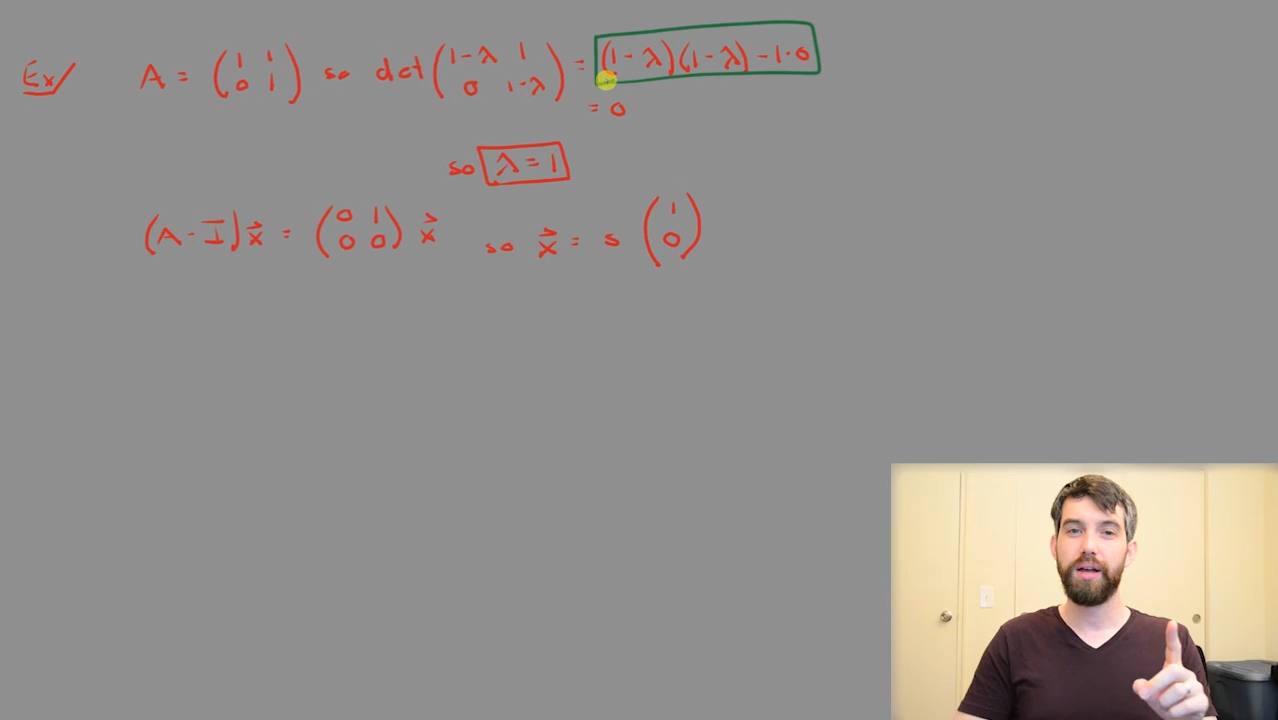 Ex/ A = (1 1 0 1) so det (1-λ 1 0 1-λ) = (1-λ)(1-λ) - 1·0
= 0
so λ = 1
(A - I)x⃗ = (0 1 0 0) x⃗ so x⃗ = s (1 0)